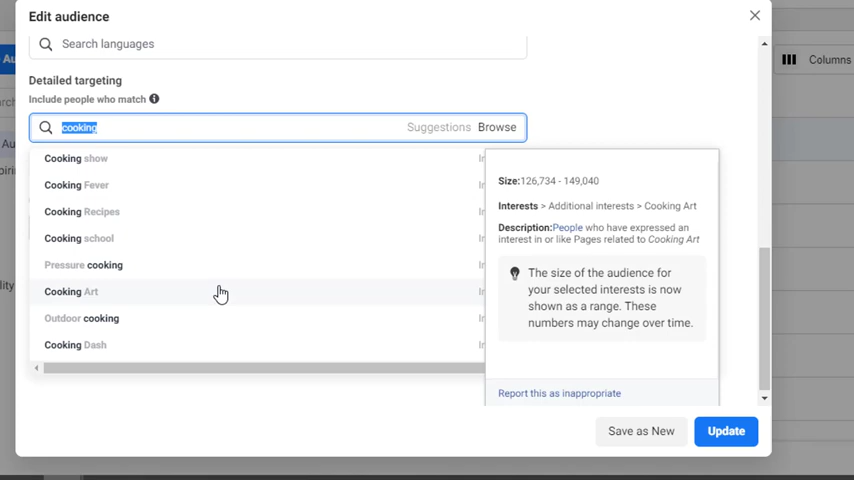 Edit audience
Au
Columns
Search languages
Detailed targeting
Include people who match
cooking
Suggestions Browse
Au
Cooking show
Cooking Fever
Cooking Recipes
Cooking school
Pressure cooking
Cooking Art
Outdoor cooking
Cooking Dash
Size:126,734 - 149,040
Interests > Additional interests > Cooking Art
Description:People who have expressed an
interest in or like Pages related to Cooking Art
The size of the audience for
your selected interests is now
shown as a range. These
numbers may change over time.
Report this as inappropriate
Save as New
Update